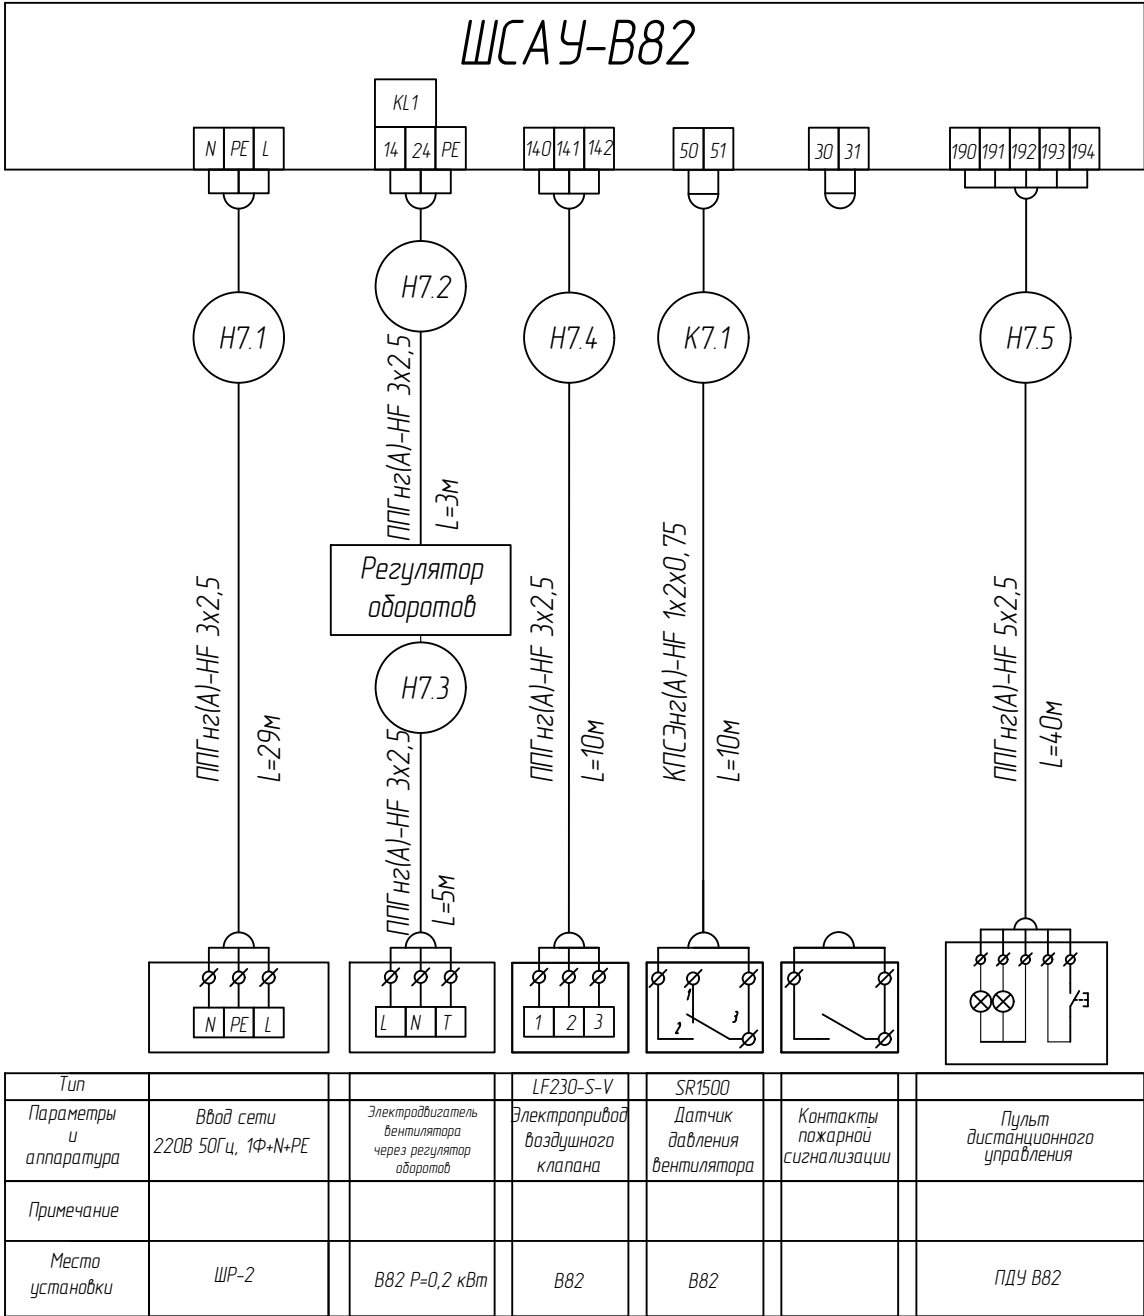 ШСАУ-В82
KL1
N PE L
14 24 PE
140 141 142
50 51
30 31
190 191 192 193 194
Н7.1
Н7.2
Н7.4
К7.1
Н7.5
ППГнг(А)-HF 3х2,5
L=29м
ППГнг(А)-HF 3х2,5
L=3м
Регулятор
оборотов
Н7.3
ППГнг(А)-HF 3х2,5
L=5м
ППГнг(А)-HF 3х2,5
L=10м
КПСЭнг(А)-HF 1х2х0,75
L=10м
ППГнг(А)-HF 5х2,5
L=40м
N PE L
L N T
1 2 3
1
2
3
Тип
LF230-S-V
SR1500
Параметры
и
аппаратура
Ввод сети
220В 50Гц, 1Ф+N+PE
Электродвигатель
вентилятора
через регулятор
оборотов
Электропривод
воздушного
клапана
Датчик
давления
вентилятора
Контакты
пожарной
сигнализации
Пульт
дистанционного
управления
Примечание
Место
установки
ШР-2
В82 Р=0,2 кВт
В82
В82
ПДУ В82